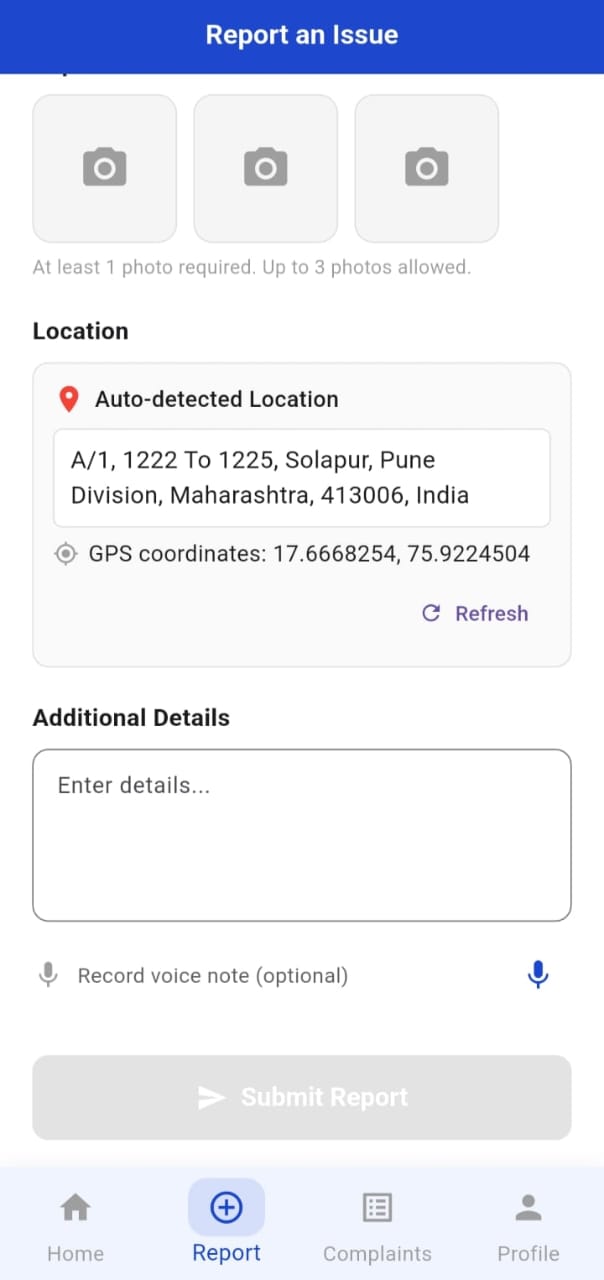 Report an Issue
At least 1 photo required. Up to 3 photos allowed.
Location
Auto-detected Location
A/1, 1222 To 1225, Solapur, Pune
Division, Maharashtra, 413006, India
GPS coordinates: 17.6668254, 75.9224504
Refresh
Additional Details
Enter details...
Record voice note (optional)
Submit Report
Home
Report
Complaints
Profile